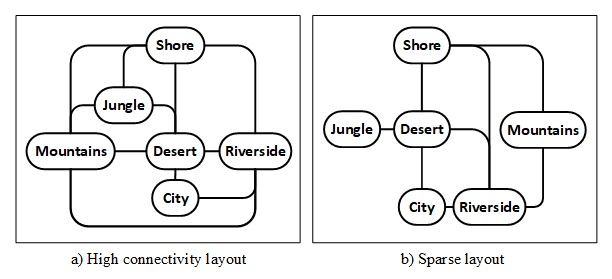 Shore
Jungle
Mountains Desert Riverside
City
a) High connectivity layout
Shore
Jungle Desert Mountains
City Riverside
b) Sparse layout